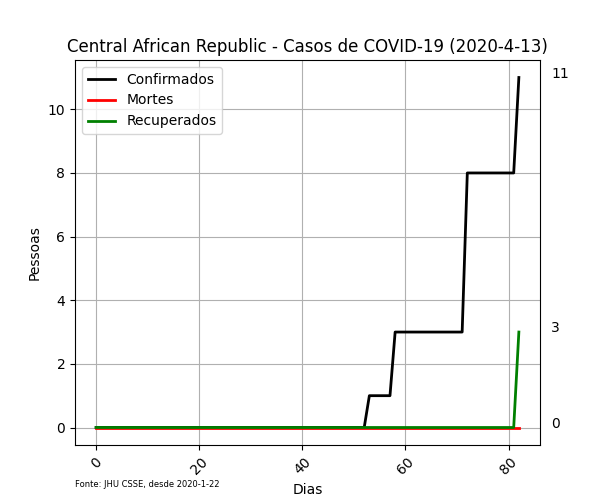 Central African Republic - Casos de COVID-19 (2020-4-13)
Confirmados
Mortes
Recuperados
11
3
0
10
8
6
4
2
0
Pessoas
0
20
40
60
80
Dias
Fonte: JHU CSSE, desde 2020-1-22